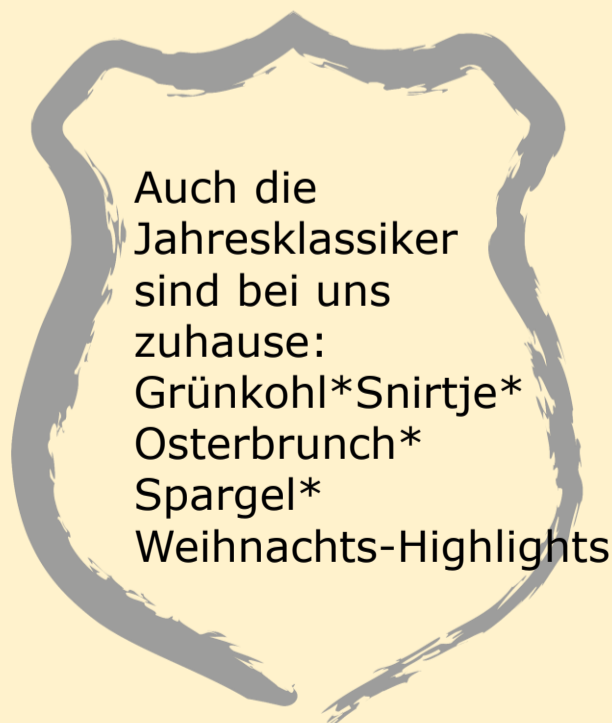 Auch die
Jahresklassiker
sind bei uns
zuhause:
Grünkohl*Snirtje*
Osterbrunch*
Spargel*
Weihnachts-Highlights